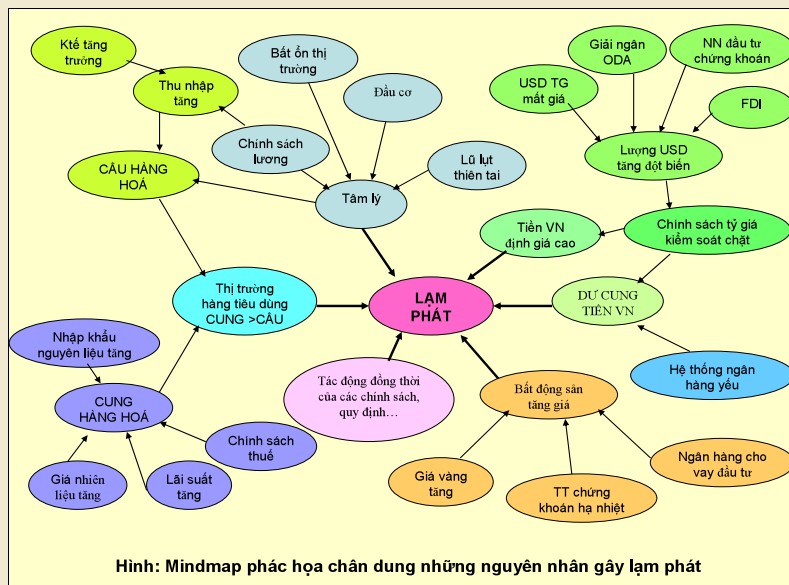 Ktế tăng
trưởng
Thu nhập
tăng
CẦU HÀNG
HOÁ
Bất ổn thị
trường
Đầu cơ
Chính sách
lương
Lũ lụt
thiên tai
Tâm lý
Giải ngân
ODA
NN đầu tư
chứng khoán
USD TG
mất giá
FDI
Lượng USD
tăng đột biến
Chính sách tỷ giá
kiểm soát chặt
Tiền VN
định giá cao
DƯ CUNG
TIỀN VN
Hệ thống ngân
hàng yếu
Thị trường
hàng tiêu dùng
CUNG >CẦU
LẠM
PHÁT
Nhập khẩu
nguyên liệu tăng
CUNG
HÀNG HOÁ
Chinh sách
thuế
Giá nhiên
liệu tăng
Lãi suất
tăng
Tác động đồng thời
của các chính sách,
quy định…
Bất động sản
tăng giá
Giá vàng
tăng
TT chứng
khoán hạ nhiệt
Ngân hàng cho
vay đầu tư
Hình: Mindmap phác họa chân dung những nguyên nhân gây lạm phát